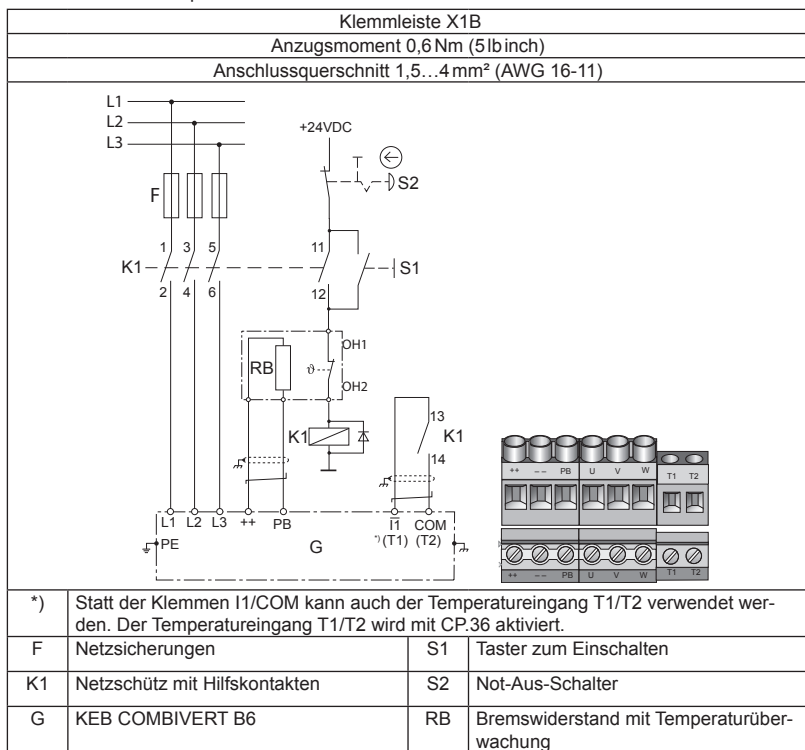 Klemmleiste X1B
Anzugsmoment 0,6 Nm (5 lb inch)
Anschlussquerschnitt 1,5…4 mm² (AWG 16-11)
L1
L2
L3
+24VDC
S2
F
1 3 5
11
K1
S1
2 4 6
12
OH1
RB
ϑ
OH2
13
K1
K1
14
++ -- PB U V W T1 T2
L1 L2 L3 ++ PB
I1 COM
*) (T1) (T2)
PE
G
++ -- PB U V W T1 T2
*) Statt der Klemmen I1/COM kann auch der Temperatureingang T1/T2 verwendet wer-
den. Der Temperatureingang T1/T2 wird mit CP.36 aktiviert.
F Netzsicherungen S1 Taster zum Einschalten
K1 Netzschütz mit Hilfskontakten S2 Not-Aus-Schalter
G KEB COMBIVERT B6 RB Bremswiderstand mit Temperaturüber-
wachung